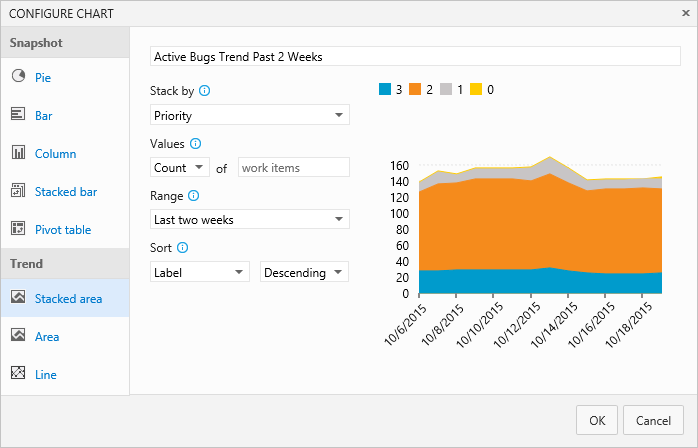 CONFIGURE CHART
Snapshot
Pie
Bar
Column
Stacked bar
Pivot table
Trend
Stacked area
Area
Line
Active Bugs Trend Past 2 Weeks
Stack by
Priority
Values
Count of work items
Range
Last two weeks
Sort
Label Descending
3 2 1 0
160
140
120
100
80
60
40
20
0
10/6/2015
10/8/2015
10/10/2015
10/12/2015
10/14/2015
10/16/2015
10/18/2015
OK Cancel